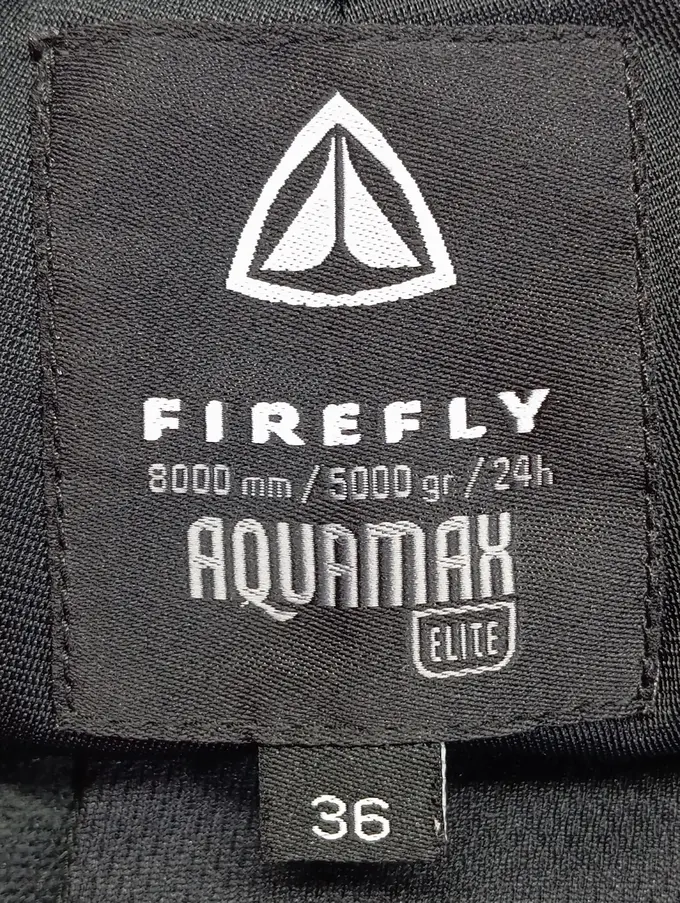 FIREFLY
8000 mm / 5000 gr / 24h
AQUAMAX
ELITE
36